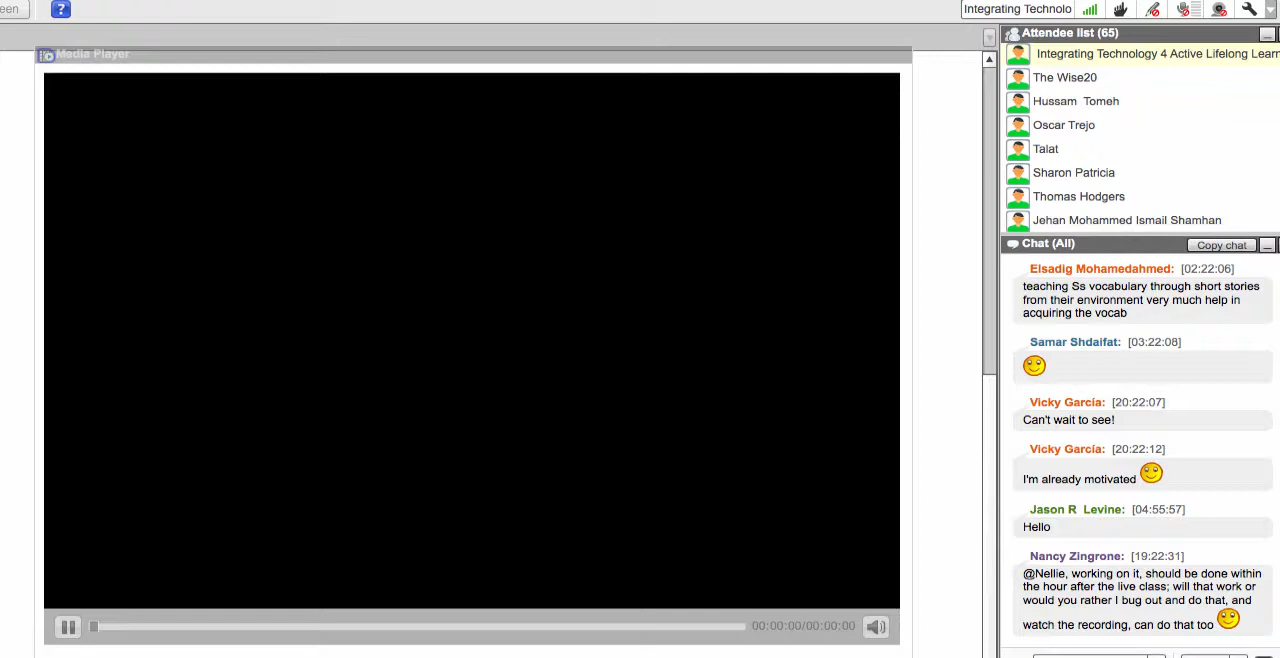 een
?
Integrating Technolo
Media Player
Attendee list (65)
Integrating Technology 4 Active Lifelong Learn
The Wise20
Hussam Tomeh
Oscar Trejo
Talat
Sharon Patricia
Thomas Hodgers
Jehan Mohammed Ismail Shamhan
Chat (All)
Copy chat
Elsadig Mohamedahmed: [02:22:06]
teaching Ss vocabulary through short stories
from their environment very much help in
acquiring the vocab
Samar Shdaifat: [03:22:08]
Vicky García: [20:22:07]
Can't wait to see!
Vicky García: [20:22:12]
I'm already motivated
Jason R Levine: [04:55:57]
Hello
Nancy Zingrone: [19:22:31]
@Nellie, working on it, should be done within
the hour after the live class; will that work or
would you rather I bug out and do that, and
watch the recording, can do that too
00:00:00/00:00:00